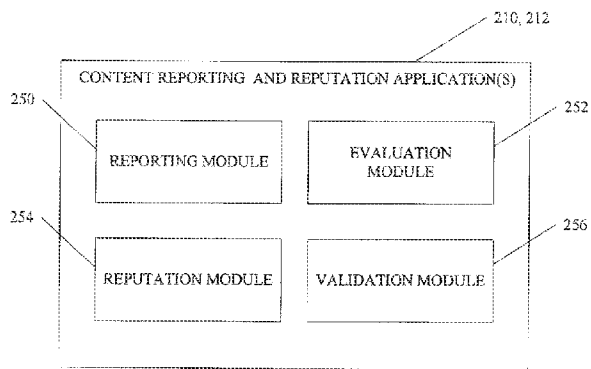 210, 212
CONTENT REPORTING AND REPUTATION APPLICATION(S)
250
252
REPORTING MODULE
EVALUATION
MODULE
254
256
REPUTATION MODULE
VALIDATION MODULE